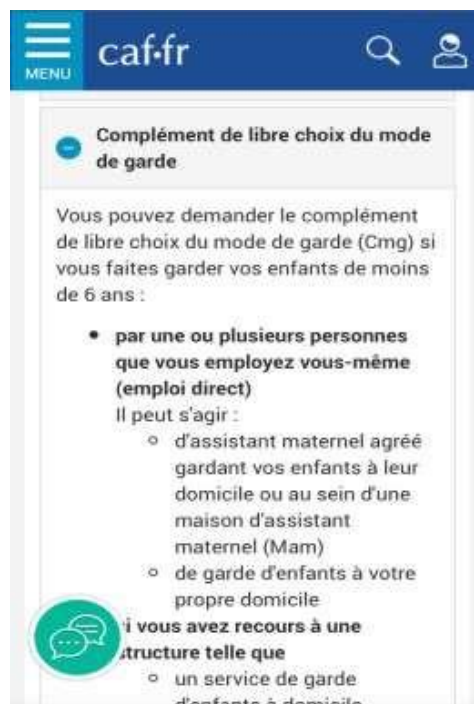 caf·fr
MENU
Complément de libre choix du mode
de garde
Vous pouvez demander le complément
de libre choix du mode de garde (Cmg) si
vous faites garder vos enfants de moins
de 6 ans :
par une ou plusieurs personnes
que vous employez vous-même
(emploi direct)
Il peut s'agir :
d'assistant maternel agréé
gardant vos enfants à leur
domicile ou au sein d'une
maison d'assistant
maternel (Mam)
de garde d'enfants à votre
propre domicile
i vous avez recours à une
tructure telle que
un service de garde
d'enfants à domicile